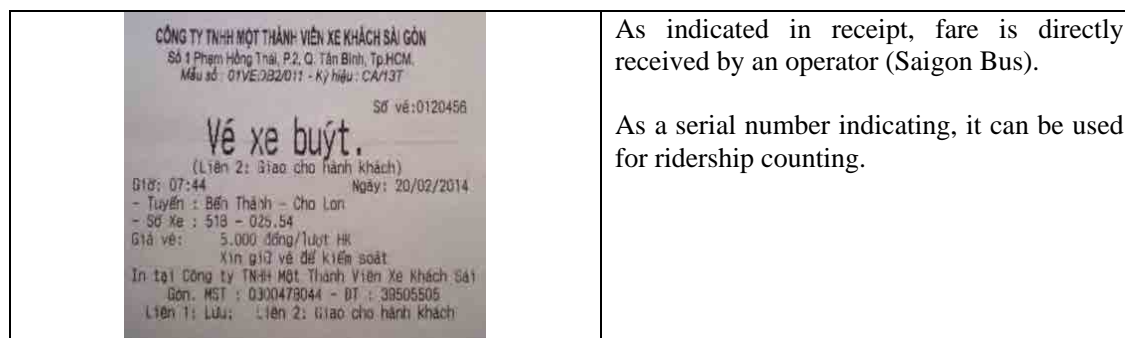 CÔNG TY TNHH MỘT THÀNH VIÊN XE KHÁCH SÀI GÒN
Số 1 Phạm Hồng Thái, P.2, Q. Tân Bình, Tp.HCM.
Mẫu số : 01VEDB2/011 - Ký hiệu : CA/13T
Số vé:0120456
Vé xe buýt.
(Liên 2: Giao cho hành khách)
Giờ: 07:44 Ngày: 20/02/2014
- Tuyến : Bến Thành - Cho Lon
- Số Xe : 51B - 025.54
Giá vé: 5.000 đồng/lượt HK
Xin giữ vé để kiểm soát
In tại Công ty TNHH Một Thành Viên Xe Khách Sài
Gòn. MST : 0300478044 - ĐT : 39505505
Liên 1: Lưu; Liên 2: Giao cho hành khách
As indicated in receipt, fare is directly
received by an operator (Saigon Bus).
As a serial number indicating, it can be used
for ridership counting.